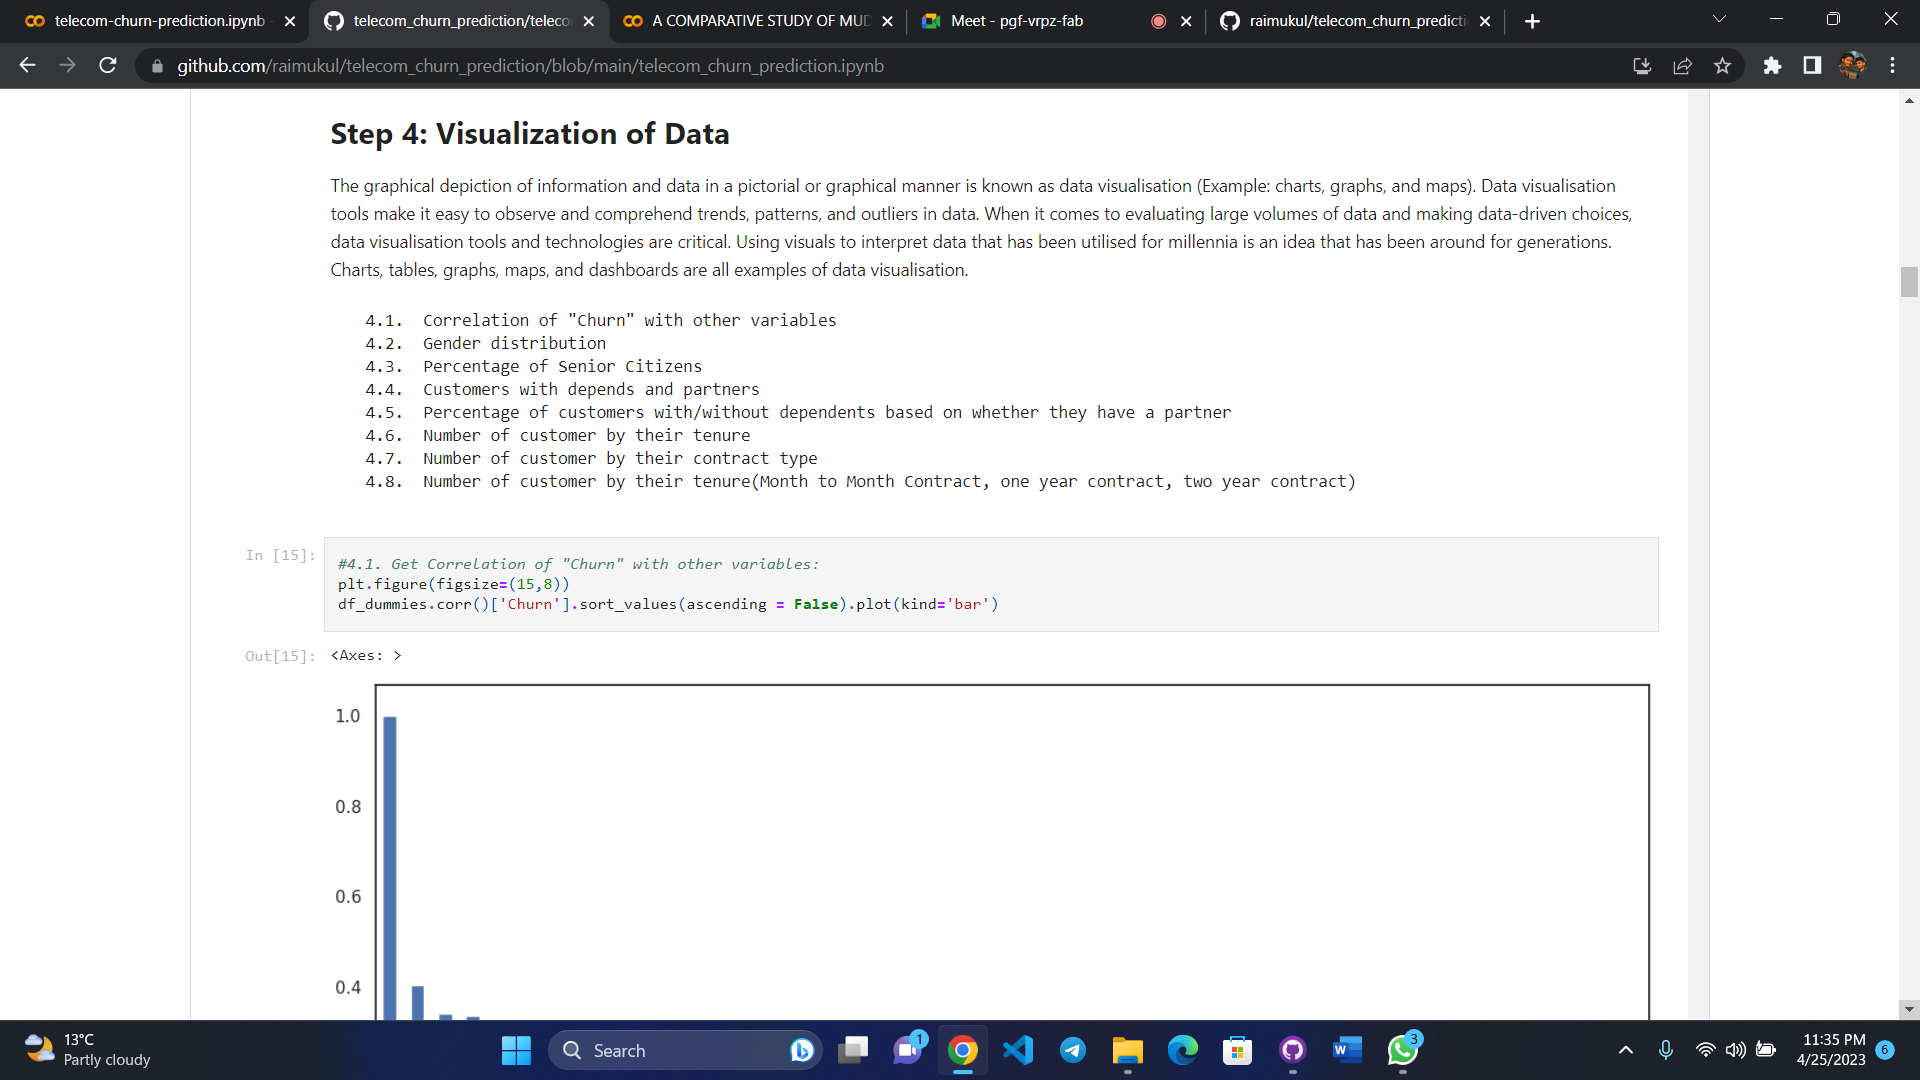 telecom-churn-prediction.ipynb
telecom_churn_prediction/teleco
A COMPARATIVE STUDY OF MUD
Meet - pgf-vrpz-fab
raimukul/telecom_churn_predicti
github.com/raimukul/telecom_churn_prediction/blob/main/telecom_churn_prediction.ipynb
Step 4: Visualization of Data
The graphical depiction of information and data in a pictorial or graphical manner is known as data visualisation (Example: charts, graphs, and maps). Data visualisation
tools make it easy to observe and comprehend trends, patterns, and outliers in data. When it comes to evaluating large volumes of data and making data-driven choices,
data visualisation tools and technologies are critical. Using visuals to interpret data that has been utilised for millennia is an idea that has been around for generations.
Charts, tables, graphs, maps, and dashboards are all examples of data visualisation.
4.1. Correlation of "Churn" with other variables
4.2. Gender distribution
4.3. Percentage of Senior Citizens
4.4. Customers with depends and partners
4.5. Percentage of customers with/without dependents based on whether they have a partner
4.6. Number of customer by their tenure
4.7. Number of customer by their contract type
4.8. Number of customer by their tenure(Month to Month Contract, one year contract, two year contract)
In [15]:
#4.1. Get Correlation of "Churn" with other variables:
plt.figure(figsize=(15,8))
df_dummies.corr()['Churn'].sort_values(ascending = False).plot(kind='bar')
Out[15]: <Axes: >
1.0
0.8
0.6
0.4
13°C
Partly cloudy
Search
1
3
11:35 PM
4/25/2023
6